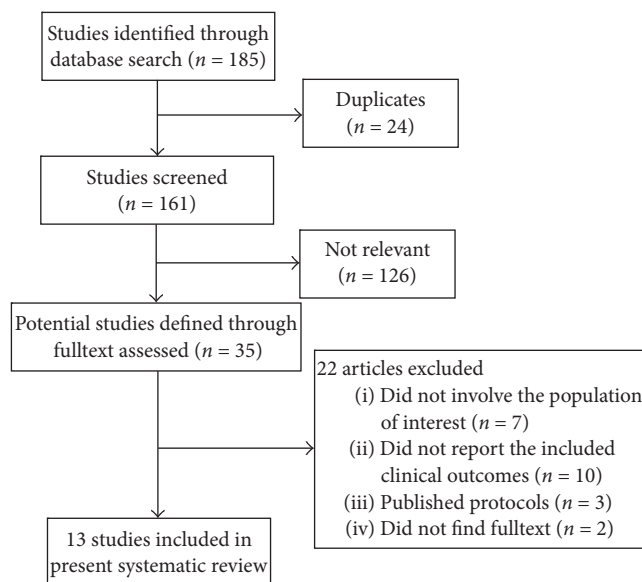 Studies identified through
database search (n = 185)
Duplicates
(n = 24)
Studies screened
(n = 161)
Not relevant
(n = 126)
Potential studies defined through
fulltext assessed (n = 35)
22 articles excluded
(i) Did not involve the population
of interest (n = 7)
(ii) Did not report the included
clinical outcomes (n = 10)
(iii) Published protocols (n = 3)
(iv) Did not find fulltext (n = 2)
13 studies included in
present systematic review